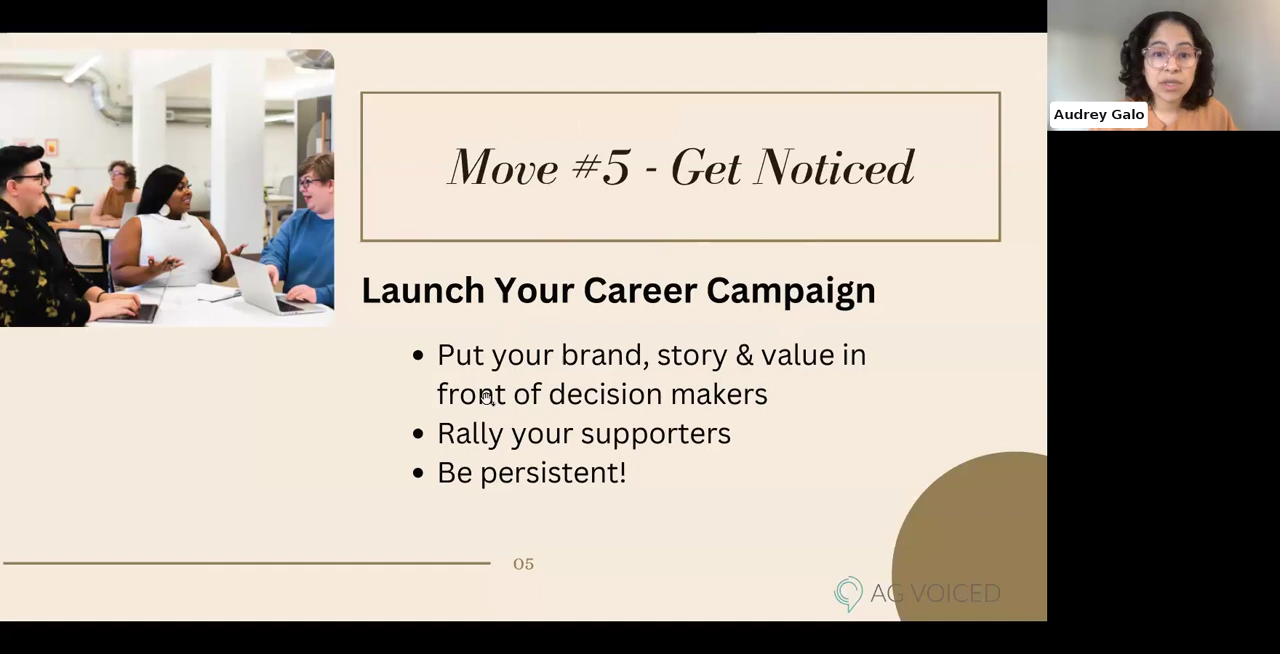 Audrey Galo
Move #5 - Get Noticed
Launch Your Career Campaign
• Put your brand, story & value in
front of decision makers
• Rally your supporters
• Be persistent!
05
AG VOICED